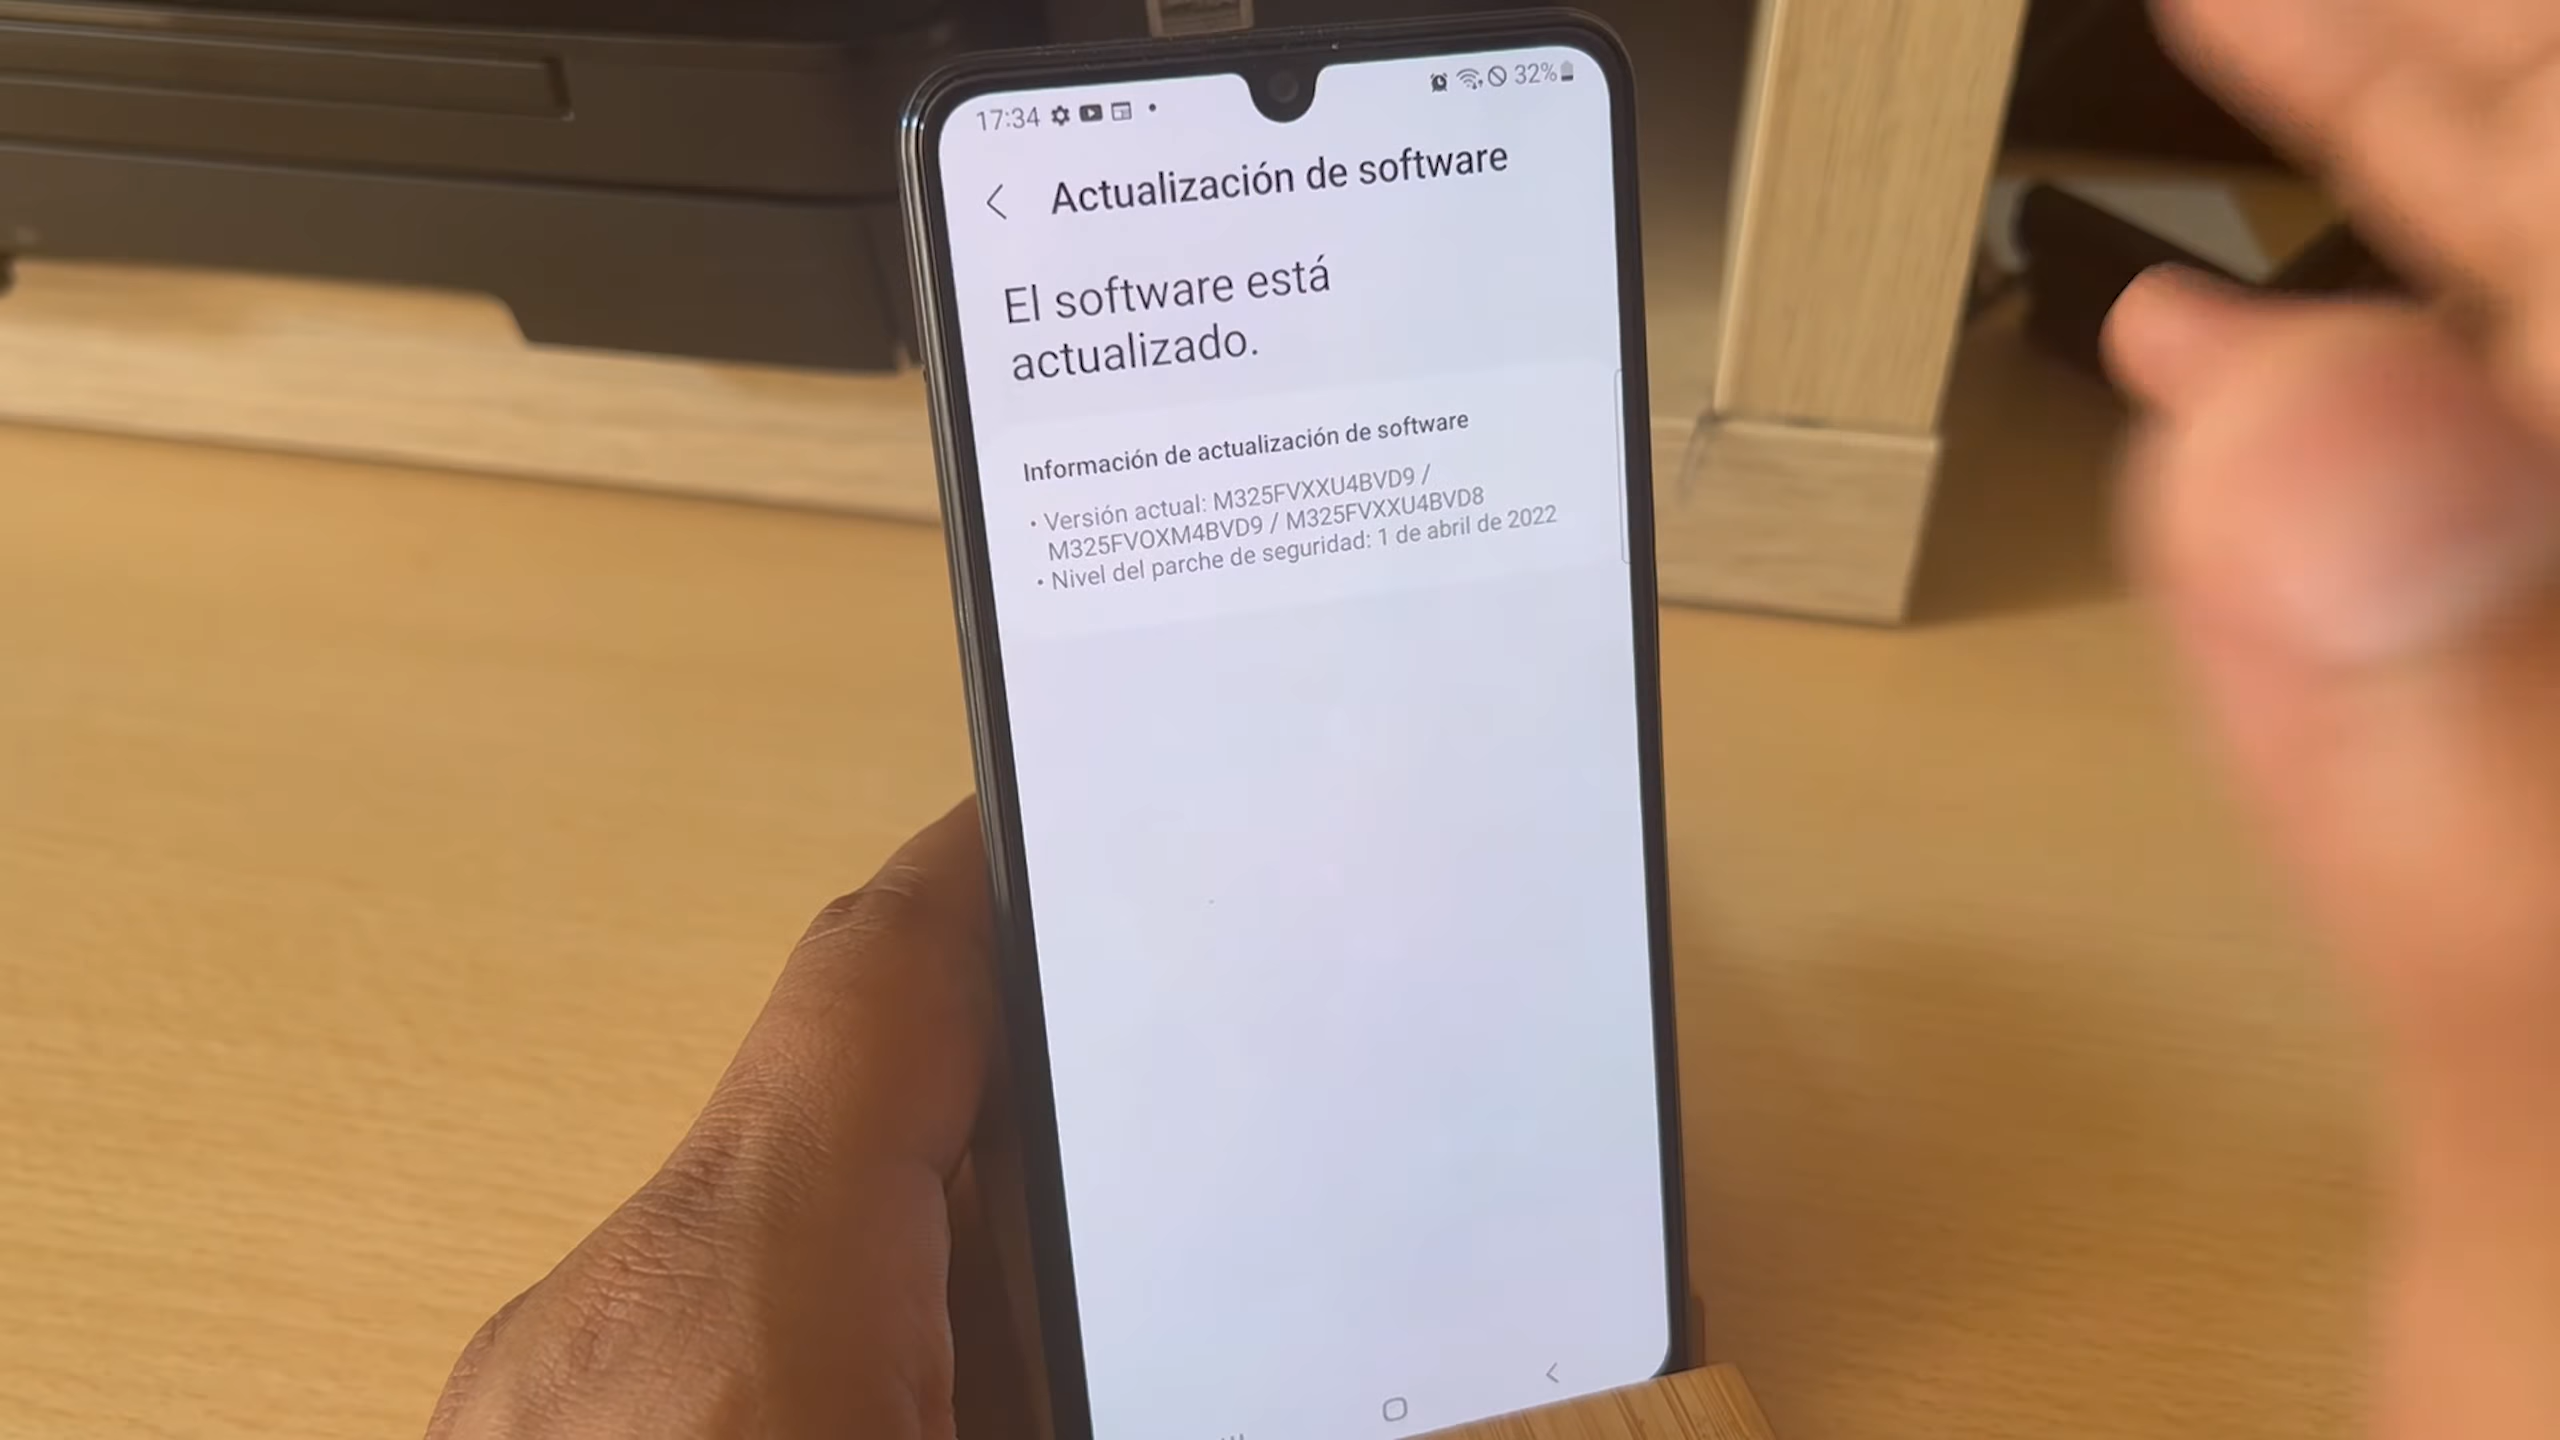 17:34
32%
Actualización de software
El software está
actualizado.
Información de actualización de software
• Versión actual: M325FVXXU4BVD9 /
M325FVOXM4BVD9 / M325FVXXU4BVD8
• Nivel del parche de seguridad: 1 de abril de 2022